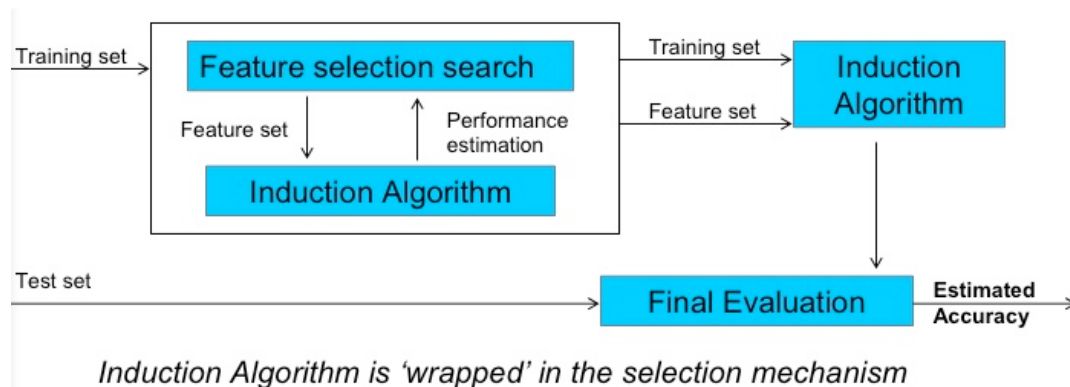 Training set
Feature selection search
Feature set
Performance
estimation
Induction Algorithm
Training set
Feature set
Induction
Algorithm
Test set
Final Evaluation
Estimated
Accuracy
Induction Algorithm is ‘wrapped’ in the selection mechanism